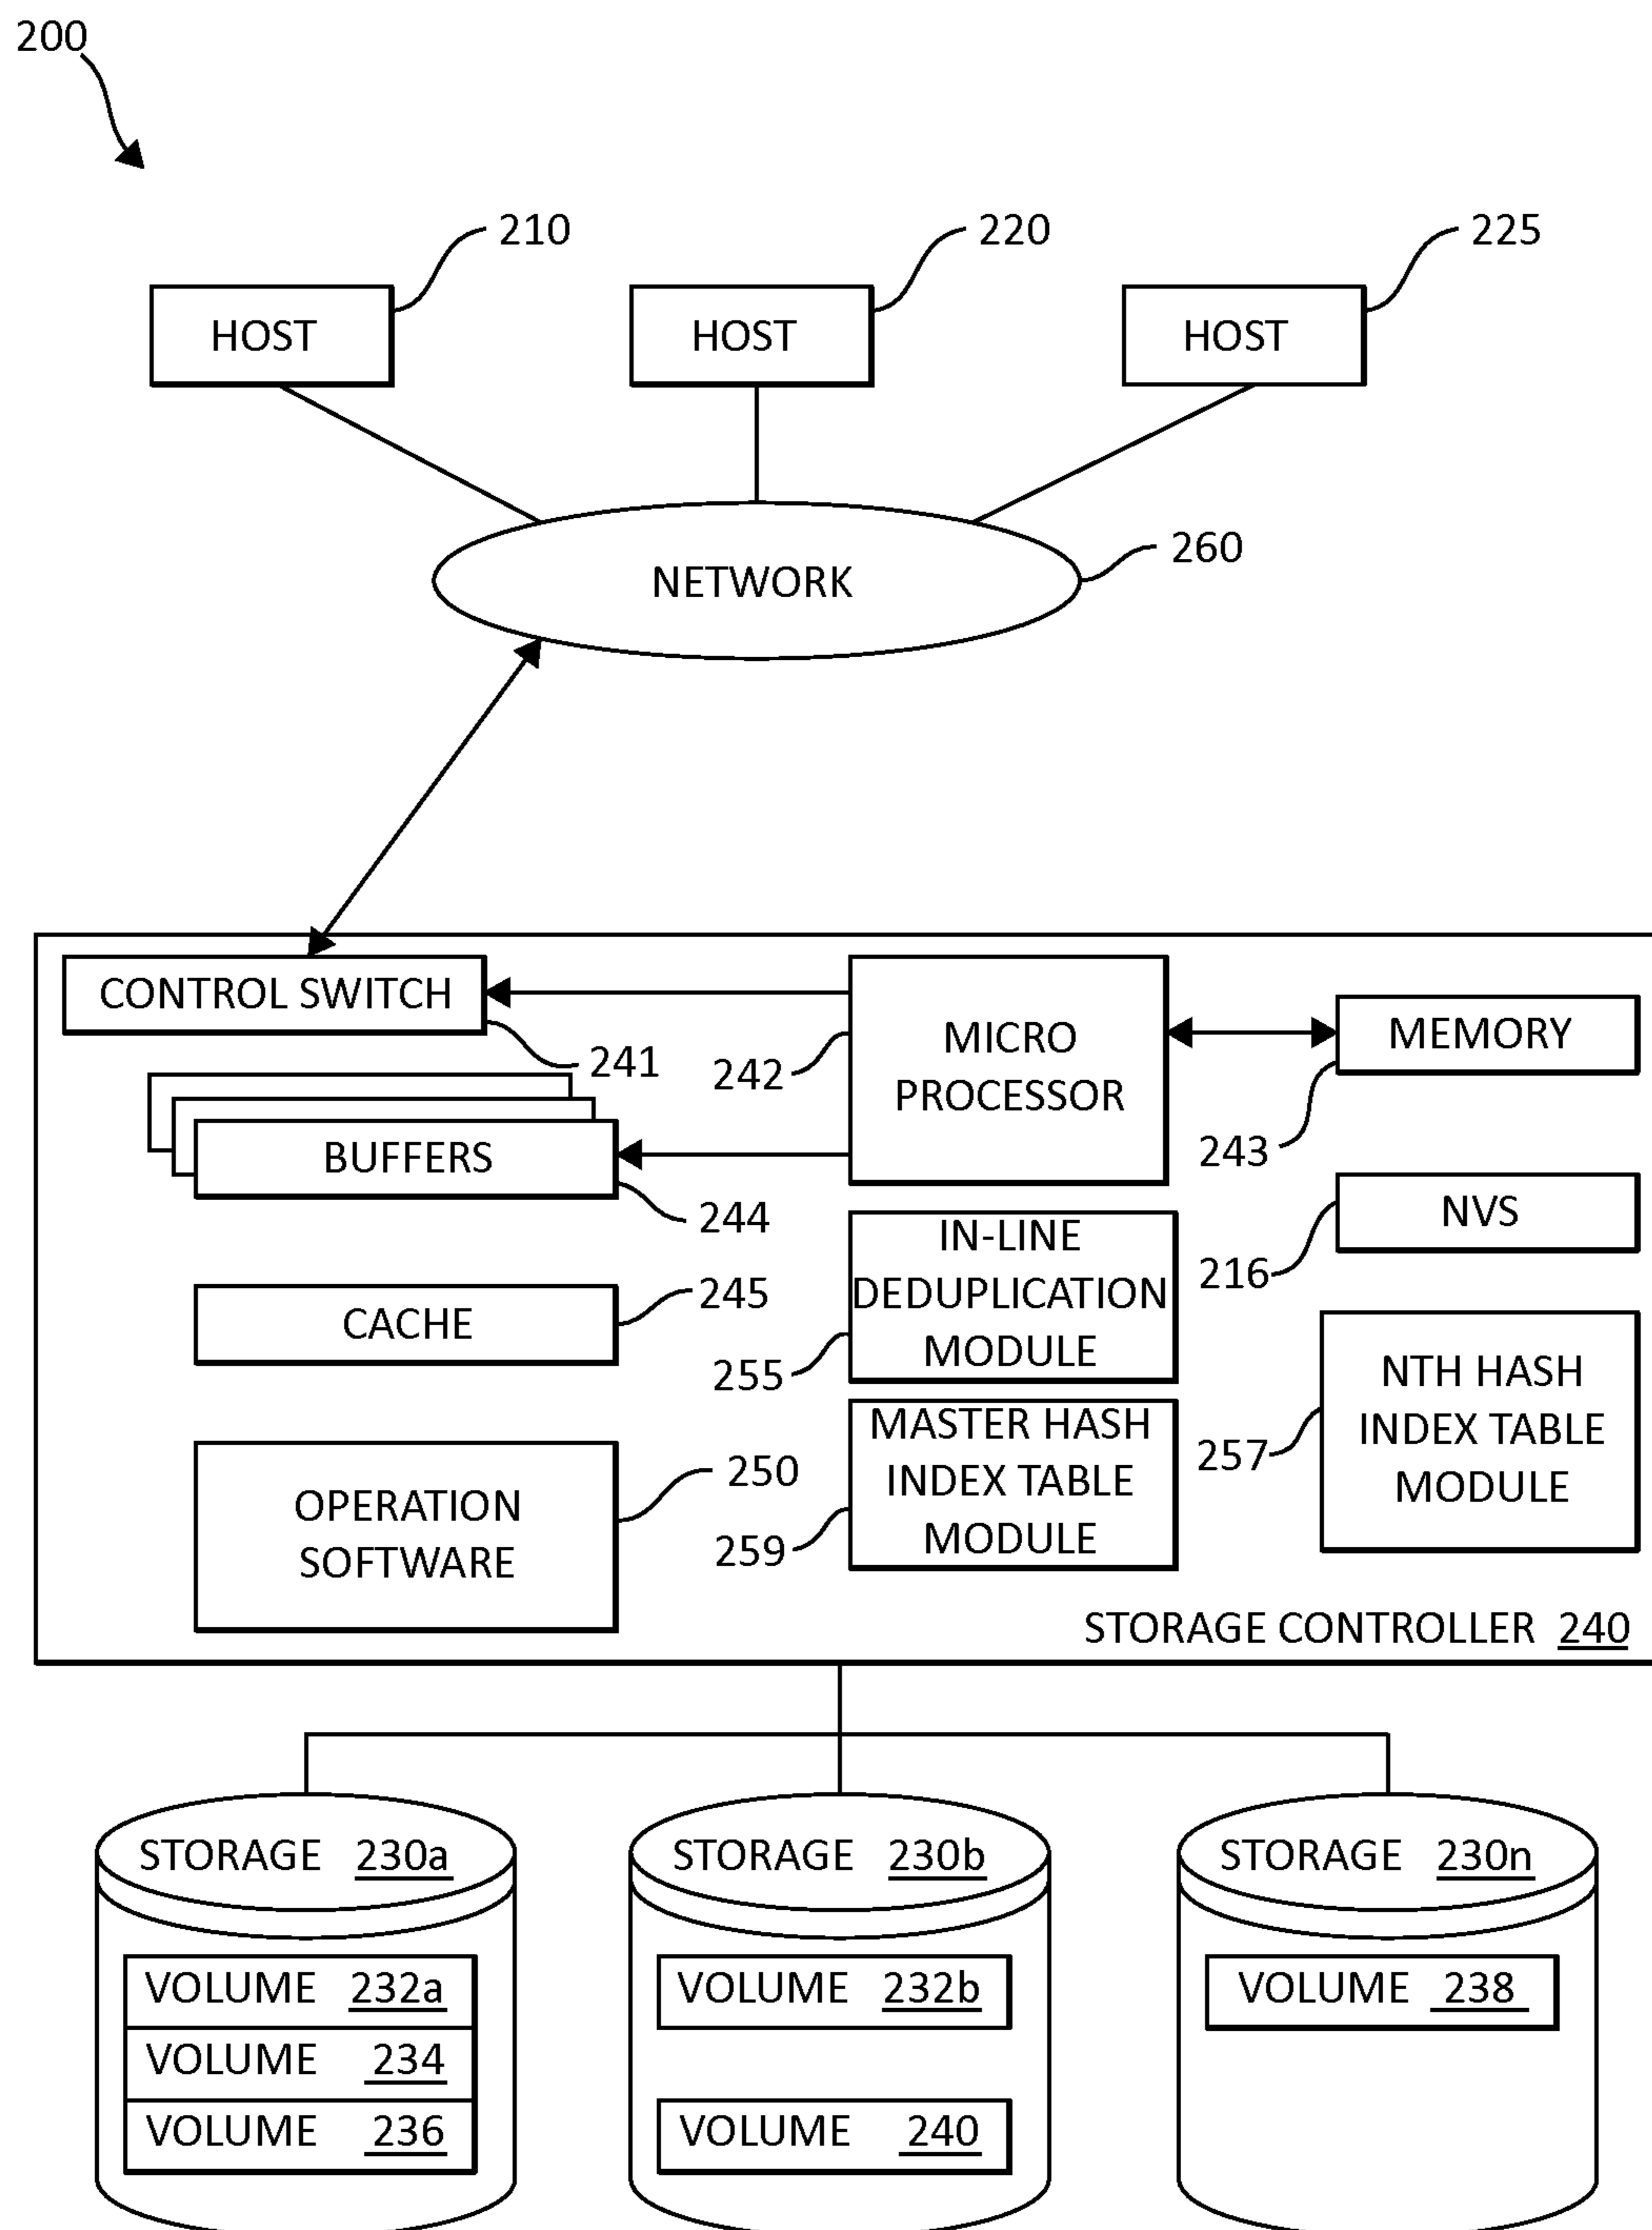 200
210
220
225
HOST
HOST
HOST
260
NETWORK
CONTROL SWITCH
241
242
MICRO
PROCESSOR
MEMORY
243
BUFFERS
244
NVS
216
CACHE
245
IN-LINE
DEDUPLICATION
MODULE
255
NTH HASH
INDEX TABLE
MODULE
257
MASTER HASH
INDEX TABLE
MODULE
259
OPERATION
SOFTWARE
250
STORAGE CONTROLLER 240
STORAGE 230a
VOLUME 232a
VOLUME 234
VOLUME 236
STORAGE 230b
VOLUME 232b
VOLUME 240
STORAGE 230n
VOLUME 238